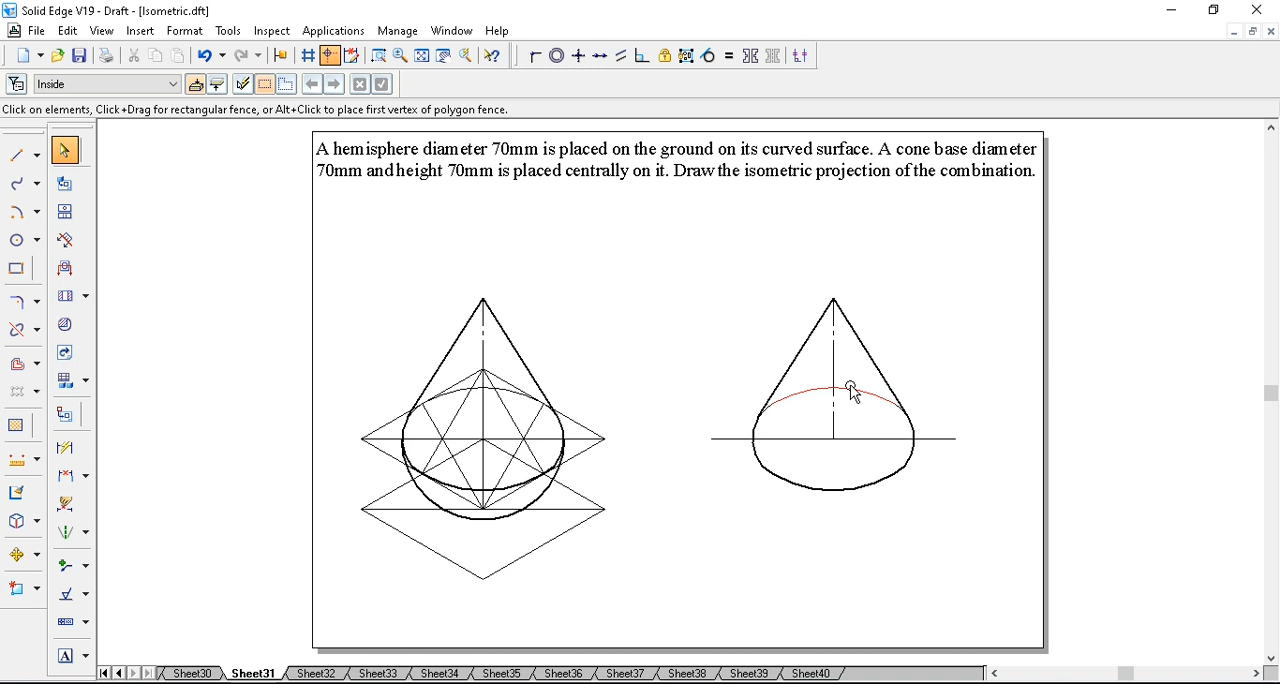 Solid Edge V19 - Draft - [Isometric.dft]
File Edit View Insert Format Tools Inspect Applications Manage Window Help
Inside
Click on elements, Click+Drag for rectangular fence, or Alt+Click to place first vertex of polygon fence.
A hemisphere diameter 70mm is placed on the ground on its curved surface. A cone base diameter
70mm and height 70mm is placed centrally on it. Draw the isometric projection of the combination.
Sheet30 Sheet31 Sheet32 Sheet33 Sheet34 Sheet35 Sheet36 Sheet37 Sheet38 Sheet39 Sheet40